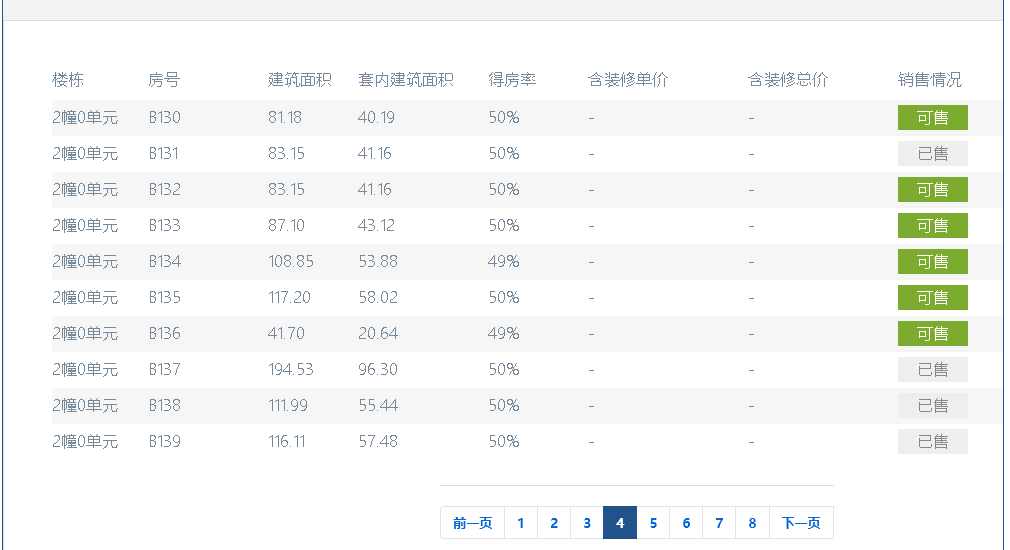 楼栋 房号 建筑面积 套内建筑面积 得房率 含装修单价 含装修总价 销售情况
2幢0单元 B130 81.18 40.19 50% - - 可售
2幢0单元 B131 83.15 41.16 50% - - 已售
2幢0单元 B132 83.15 41.16 50% - - 可售
2幢0单元 B133 87.10 43.12 50% - - 可售
2幢0单元 B134 108.85 53.88 49% - - 可售
2幢0单元 B135 117.20 58.02 50% - - 可售
2幢0单元 B136 41.70 20.64 49% - - 可售
2幢0单元 B137 194.53 96.30 50% - - 已售
2幢0单元 B138 111.99 55.44 50% - - 已售
2幢0单元 B139 116.11 57.48 50% - - 已售
前一页 1 2 3 4 5 6 7 8 下一页